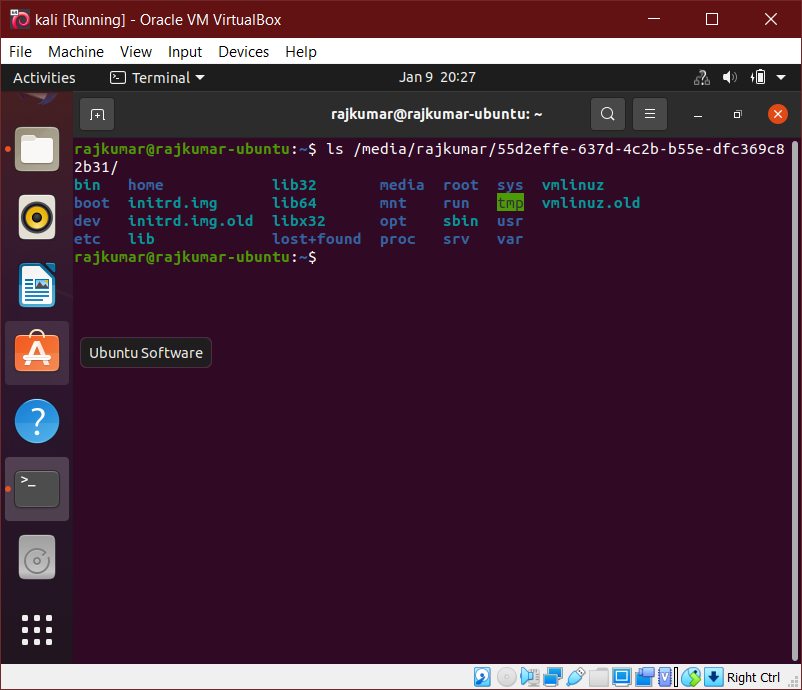 kali [Running] - Oracle VM VirtualBox
File Machine View Input Devices Help
Activities Terminal Jan 9 20:27
rajkumar@rajkumar-ubuntu: ~
rajkumar@rajkumar-ubuntu:~$ ls /media/rajkumar/55d2effe-637d-4c2b-b55e-dfc369c8
2b31/
bin home lib32 media root sys vmlinuz
boot initrd.img lib64 mnt run tmp vmlinuz.old
dev initrd.img.old libx32 opt sbin usr
etc lib lost+found proc srv var
rajkumar@rajkumar-ubuntu:~$
Ubuntu Software
Right Ctrl